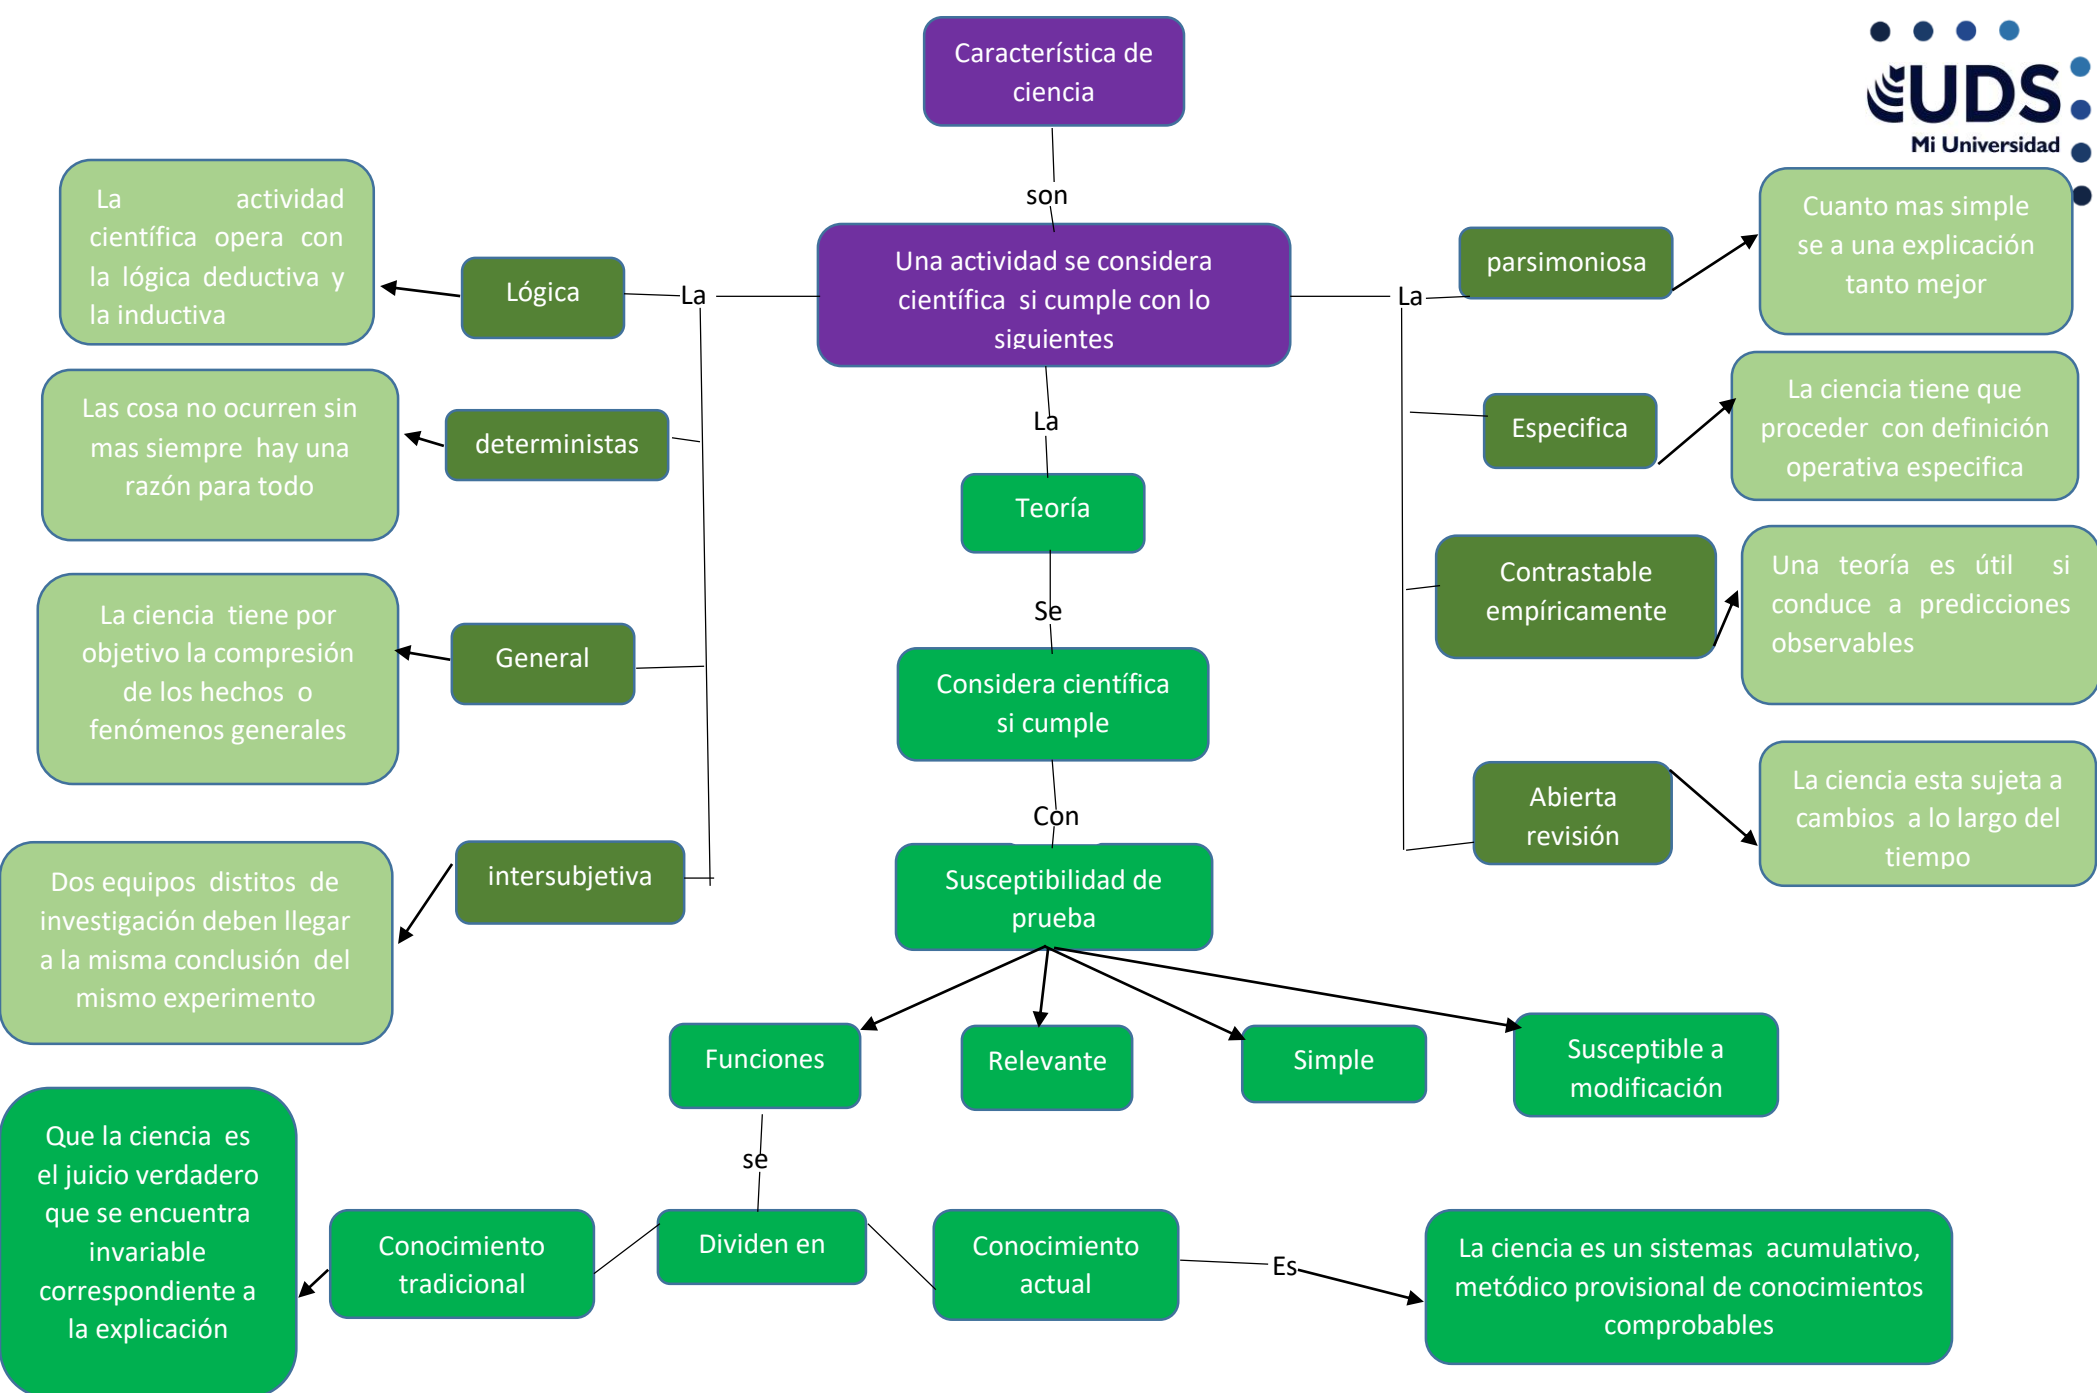 Característica de
ciencia
UDS
Mi Universidad
son
Una actividad se considera
científica si cumple con lo
siguientes
La
Lógica
La actividad
científica opera con
la lógica deductiva y
la inductiva
deterministas
Las cosa no ocurren sin
mas siempre hay una
razón para todo
General
La ciencia tiene por
objetivo la compresión
de los hechos o
fenómenos generales
intersubjetiva
Dos equipos distitos de
investigación deben llegar
a la misma conclusión del
mismo experimento
La
parsimoniosa
Cuanto mas simple
se a una explicación
tanto mejor
Especifica
La ciencia tiene que
proceder con definición
operativa especifica
Contrastable
empíricamente
Una teoría es útil si
conduce a predicciones
observables
Abierta
revisión
La ciencia esta sujeta a
cambios a lo largo del
tiempo
La
Teoría
Se
Considera científica
si cumple
Con
Susceptibilidad de
prueba
Funciones
Relevante
Simple
Susceptible a
modificación
se
Dividen en
Conocimiento
tradicional
Que la ciencia es
el juicio verdadero
que se encuentra
invariable
correspondiente a
la explicación
Conocimiento
actual
Es
La ciencia es un sistemas acumulativo,
metódico provisional de conocimientos
comprobables